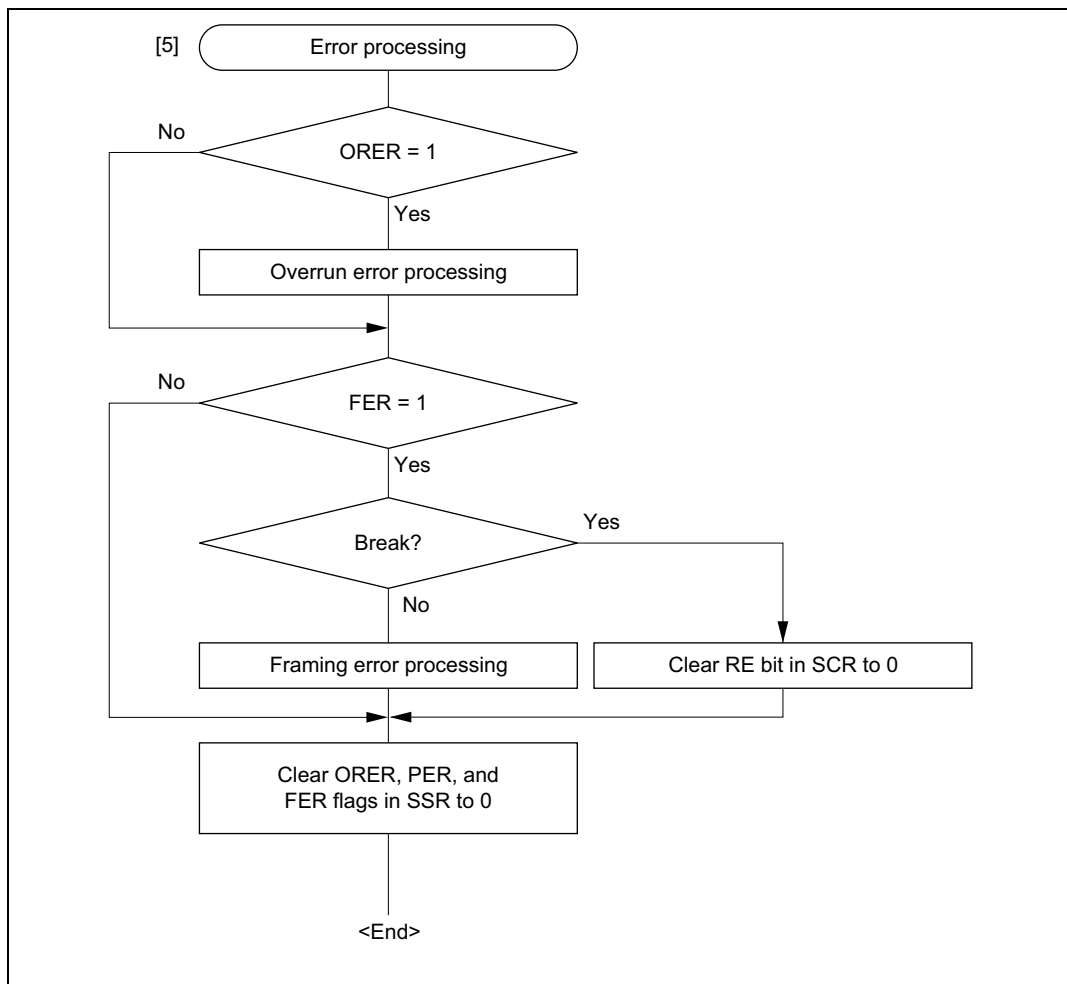 [5]
Error processing
No
ORER = 1
Yes
Overrun error processing
No
FER = 1
Yes
Yes
Break?
No
Framing error processing
Clear RE bit in SCR to 0
Clear ORER, PER, and
FER flags in SSR to 0
<End>